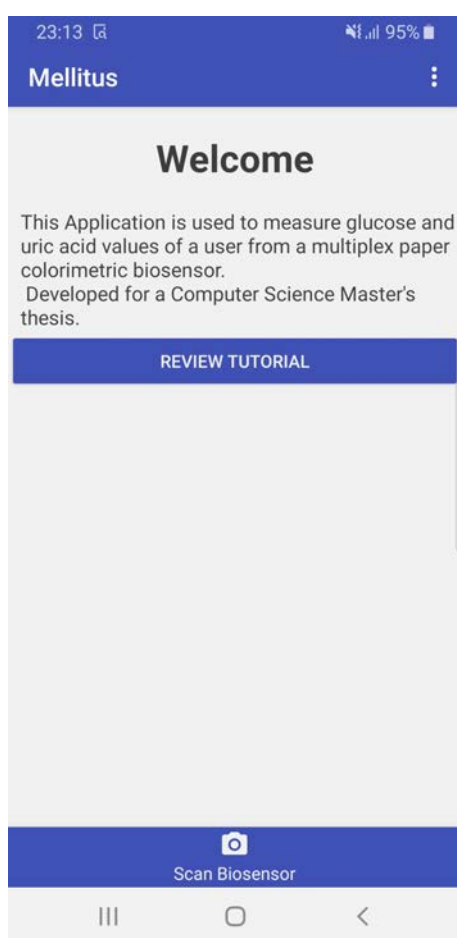 23:13 95%
Mellitus
Welcome
This Application is used to measure glucose and
uric acid values of a user from a multiplex paper
colorimetric biosensor.
Developed for a Computer Science Master's
thesis.
REVIEW TUTORIAL
Scan Biosensor